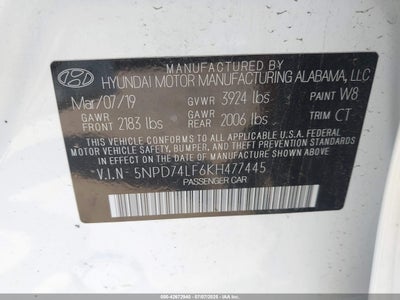 MANUFACTURED BY
HYUNDAI MOTOR MANUFACTURING ALABAMA, LLC
Mar/07/19 GVWR 3924 lbs PAINT W8
GAWR FRONT 2183 lbs GAWR REAR 2006 lbs TRIM CT
THIS VEHICLE CONFORMS TO ALL APPLICABLE U.S.A. FEDERAL
MOTOR VEHICLE SAFETY, BUMPER, AND THEFT PREVENTION
STANDARDS IN EFFECT ON THE DATE OF MANUFACTURE SHOWN ABOVE.
V.I.N 5NPD74LF6KH477445
PASSENGER CAR